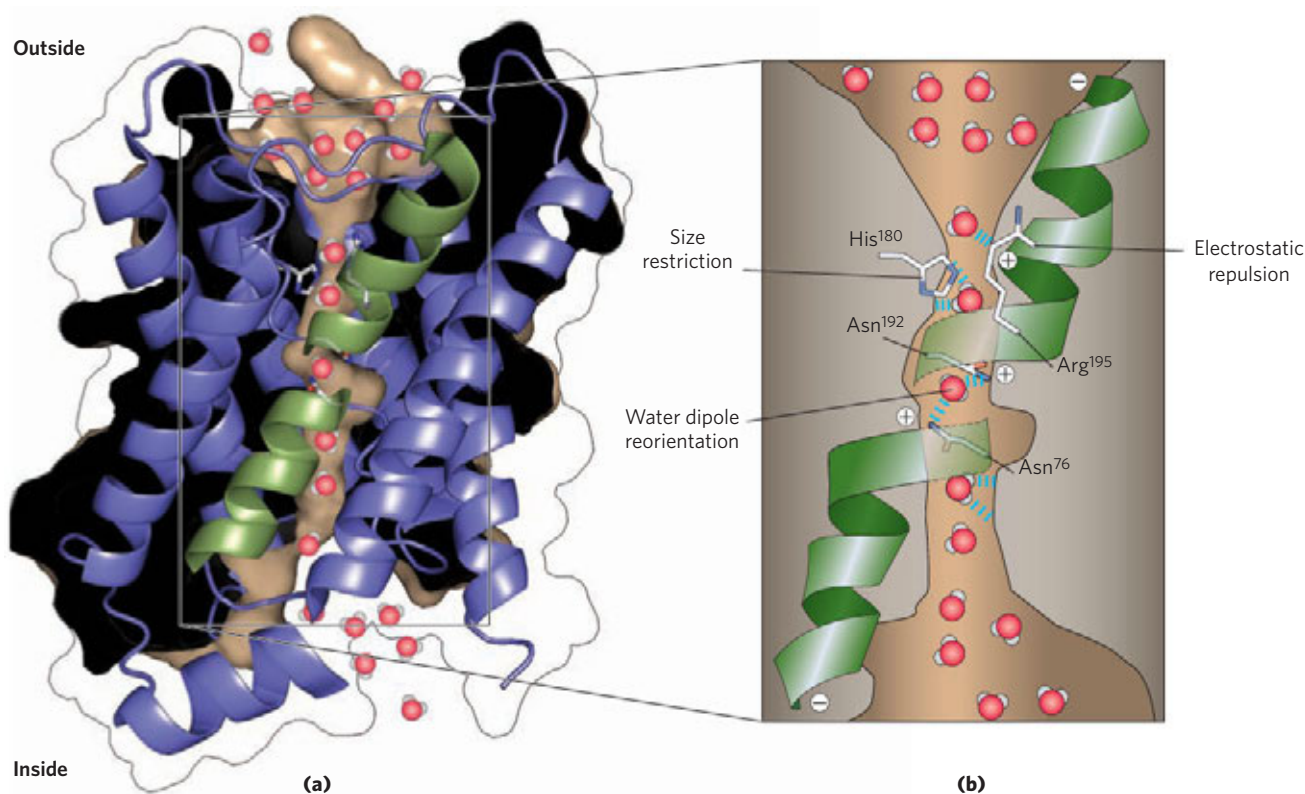 Outside
Size
restriction
His180
Electrostatic
repulsion
Asn192
Arg195
Water dipole
reorientation
Asn76
Inside
(a)
(b)
−
+
+
+
−